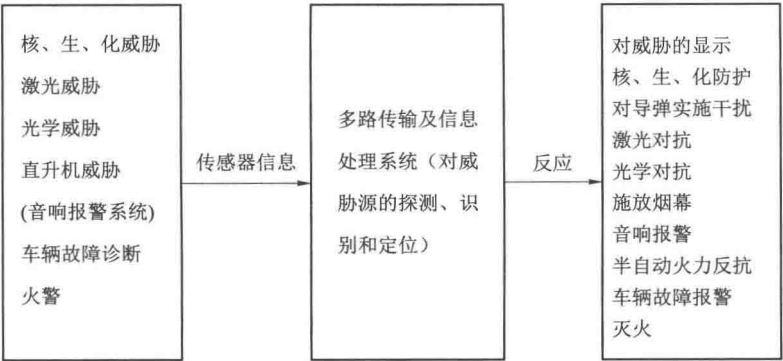 核、生、化威胁
激光威胁
光学威胁
直升机威胁
(音响报警系统)
车辆故障诊断
火警
传感器信息
多路传输及信息
处理系统（对威
胁源的探测、识
别和定位）
反应
对威胁的显示
核、生、化防护
对导弹实施干扰
激光对抗
光学对抗
施放烟幕
音响报警
半自动火力反抗
车辆故障报警
灭火